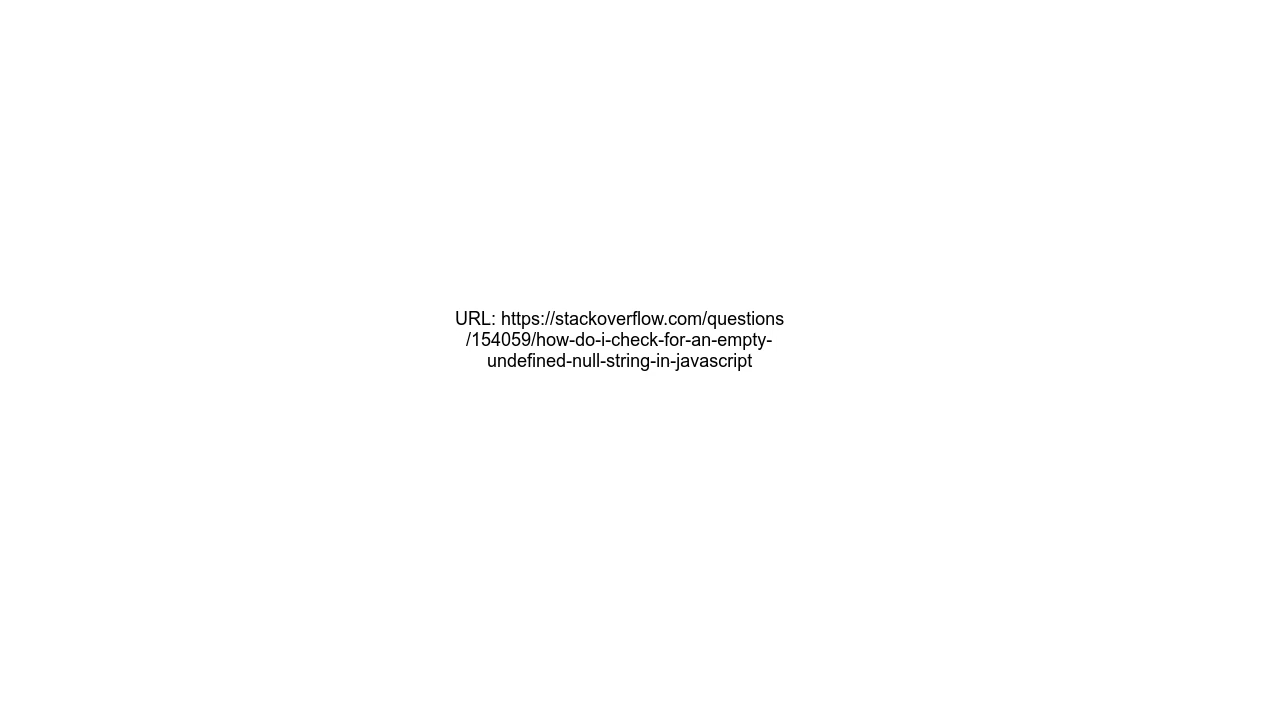 URL: https://stackoverflow.com/questions
/154059/how-do-i-check-for-an-empty-
undefined-null-string-in-javascript